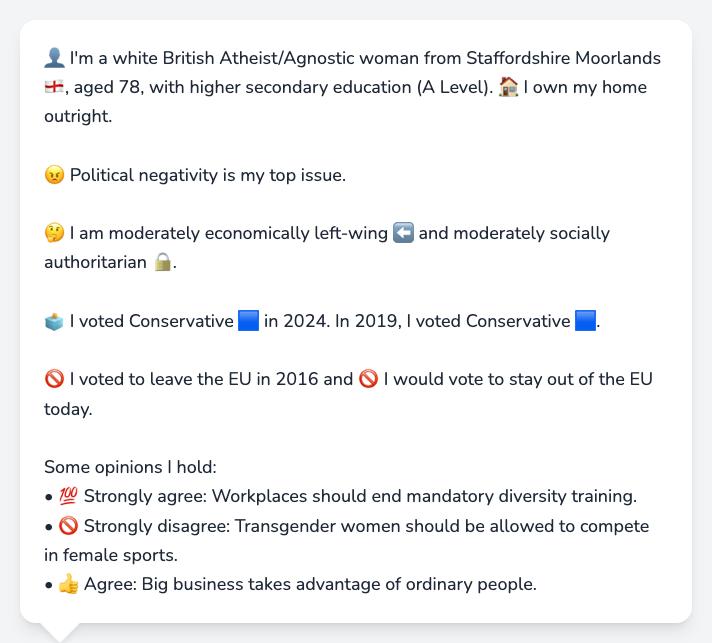 👤 I'm a white British Atheist/Agnostic woman from Staffordshire Moorlands
🏴󠁧󠁢󠁥󠁮󠁧󠁿, aged 78, with higher secondary education (A Level). 🏠 I own my home
outright.
😠 Political negativity is my top issue.
🤔 I am moderately economically left-wing ⬅️ and moderately socially
authoritarian 🔒.
🗳️ I voted Conservative 🟦 in 2024. In 2019, I voted Conservative 🟦.
🚫 I voted to leave the EU in 2016 and 🚫 I would vote to stay out of the EU
today.
Some opinions I hold:
• 💯 Strongly agree: Workplaces should end mandatory diversity training.
• 🚫 Strongly disagree: Transgender women should be allowed to compete
in female sports.
• 👍 Agree: Big business takes advantage of ordinary people.